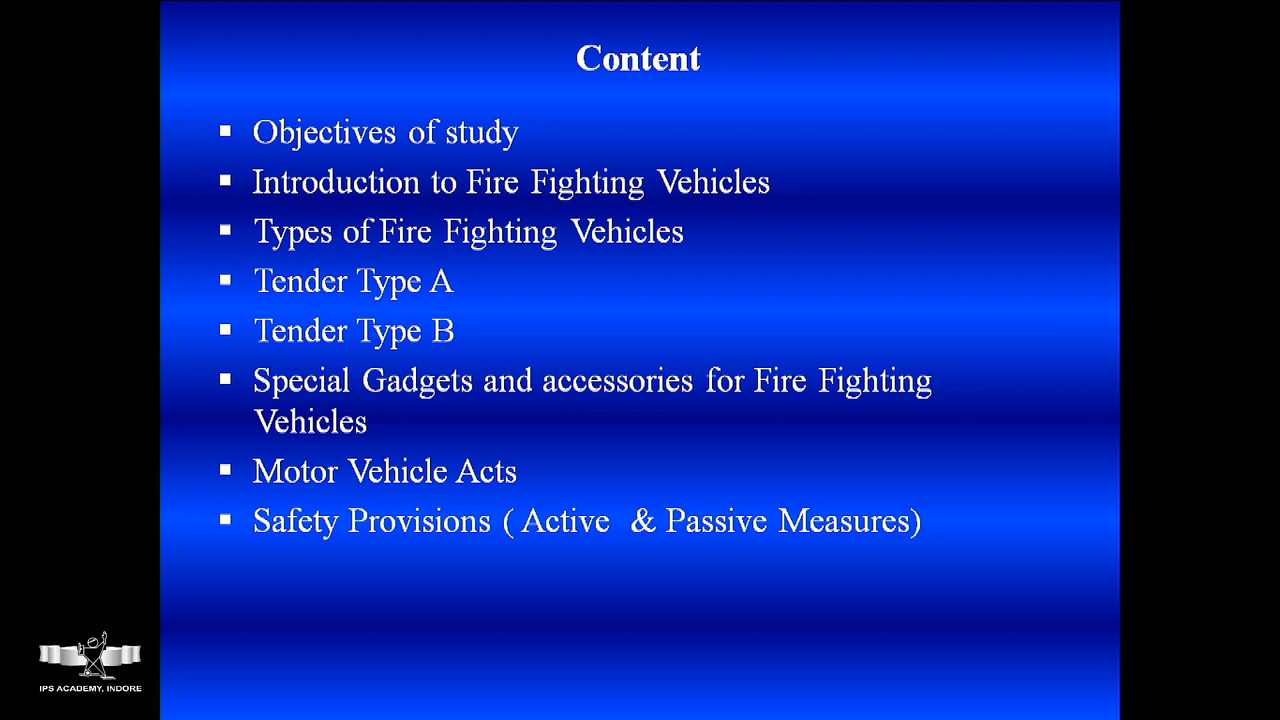 Content
▪ Objectives of study
▪ Introduction to Fire Fighting Vehicles
▪ Types of Fire Fighting Vehicles
▪ Tender Type A
▪ Tender Type B
▪ Special Gadgets and accessories for Fire Fighting
Vehicles
▪ Motor Vehicle Acts
▪ Safety Provisions ( Active & Passive Measures)
IPS ACADEMY, INDORE